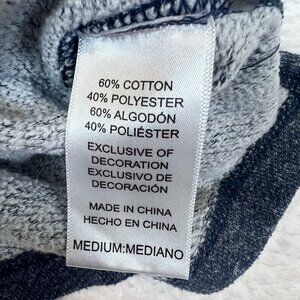 60% COTTON
40% POLYESTER
60% ALGODÓN
40% POLIÉSTER
EXCLUSIVE OF
DECORATION
EXCLUSIVO DE
DECORACIÓN
MADE IN CHINA
HECHO EN CHINA
MEDIUM:MEDIANO